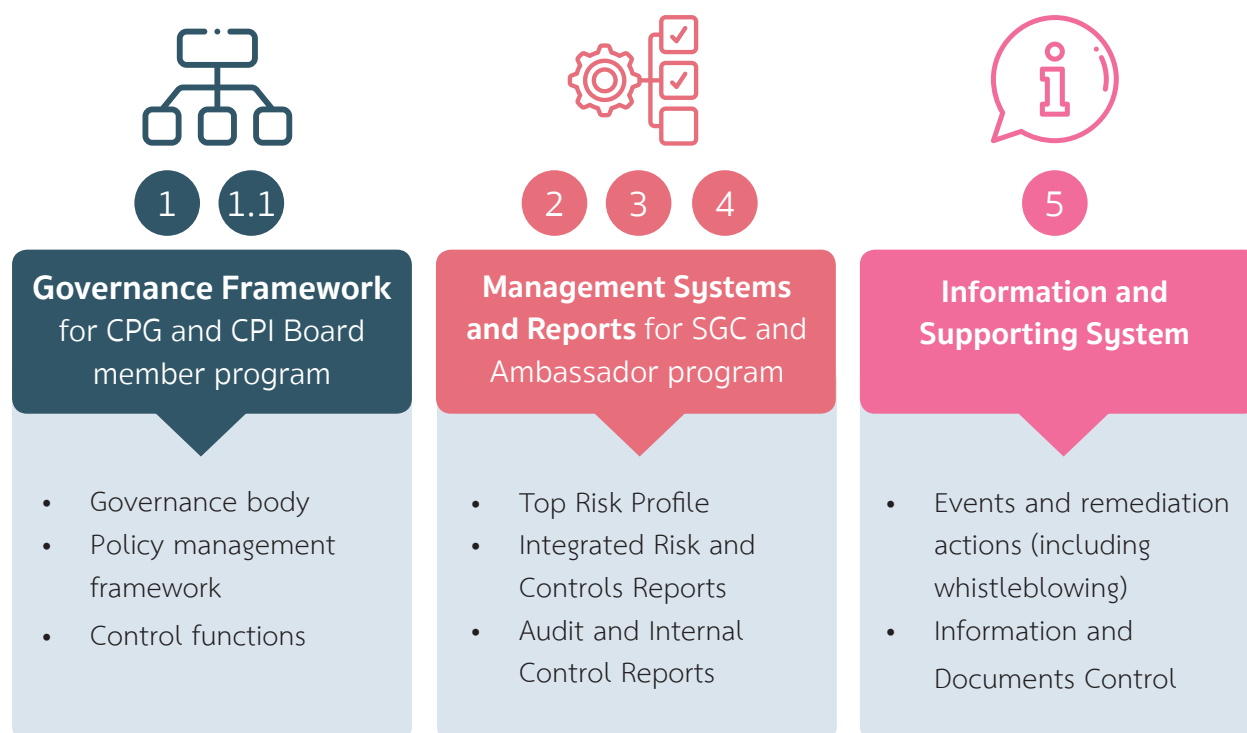 1 1.1
Governance Framework
for CPG and CPI Board
member program
• Governance body
• Policy management
framework
• Control functions
2 3 4
Management Systems
and Reports for SGC and
Ambassador program
• Top Risk Profile
• Integrated Risk and
Controls Reports
• Audit and Internal
Control Reports
5
Information and
Supporting System
• Events and remediation
actions (including
whistleblowing)
• Information and
Documents Control